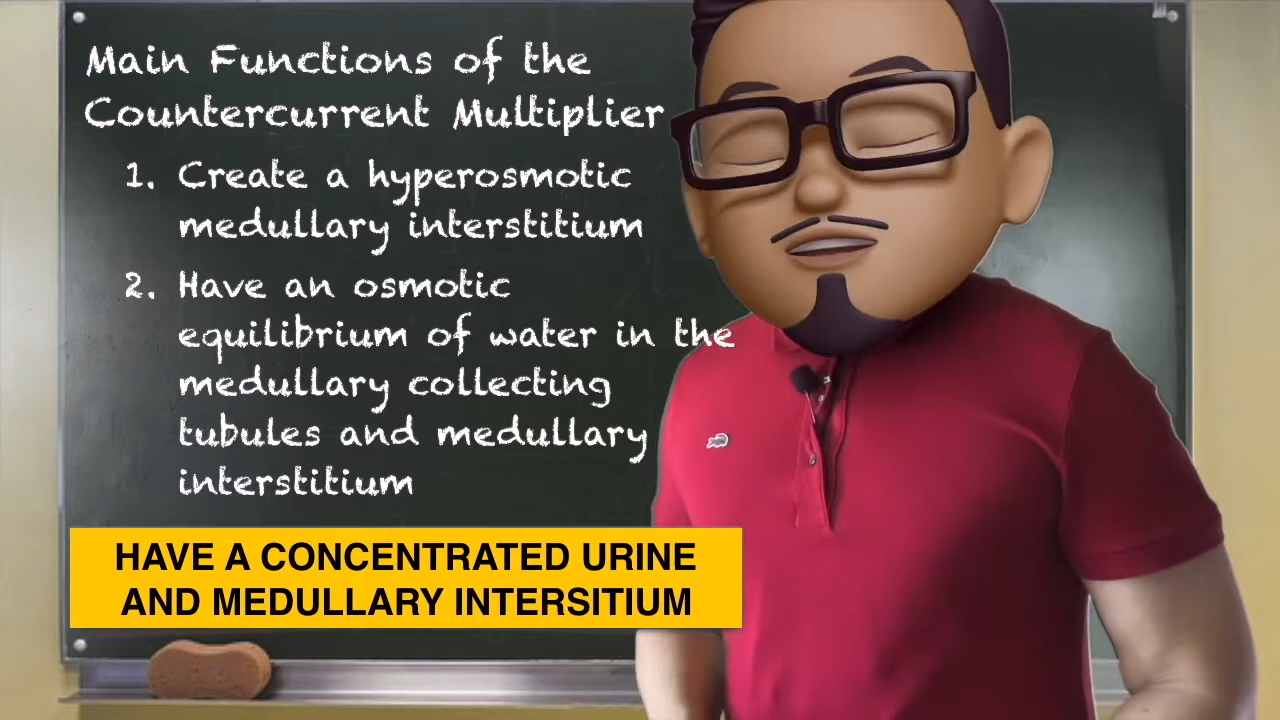 Main Functions of the
Countercurrent Multiplier
1. Create a hyperosmotic
medullary interstitium
2. Have an osmotic
equilibrium of water in the
medullary collecting
tubules and medullary
interstitium
HAVE A CONCENTRATED URINE
AND MEDULLARY INTERSITIUM